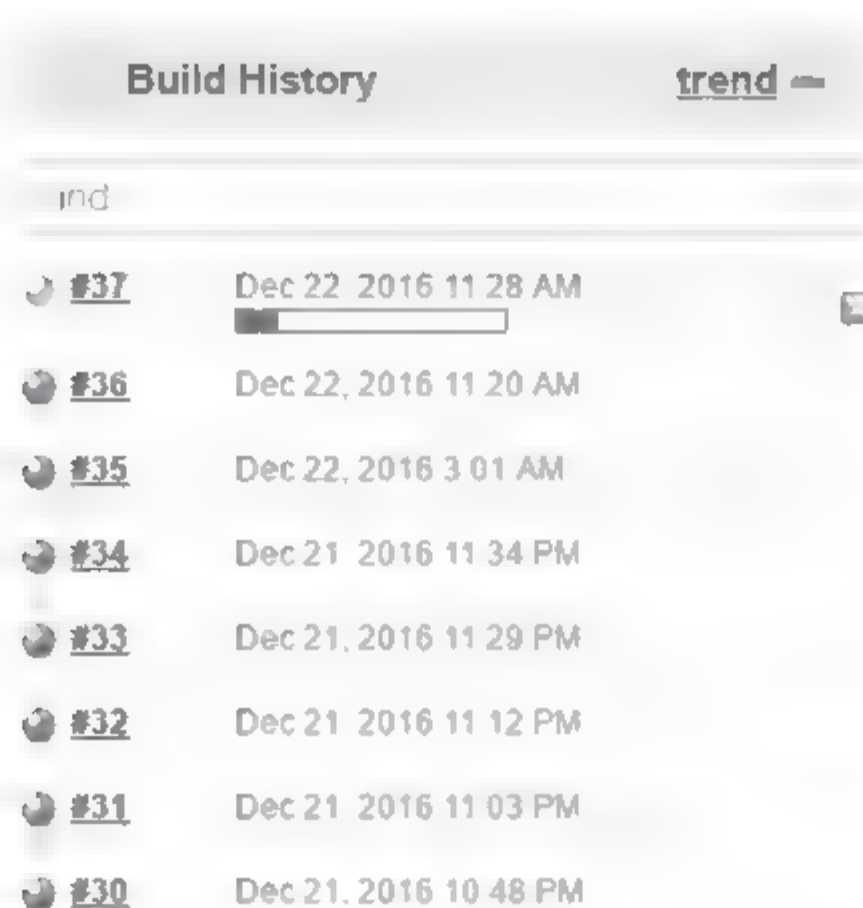 Build History trend
ind
#37 Dec 22 2016 11 28 AM
#36 Dec 22, 2016 11 20 AM
#35 Dec 22, 2016 3 01 AM
#34 Dec 21 2016 11 34 PM
#33 Dec 21, 2016 11 29 PM
#32 Dec 21 2016 11 12 PM
#31 Dec 21 2016 11 03 PM
#30 Dec 21, 2016 10 48 PM